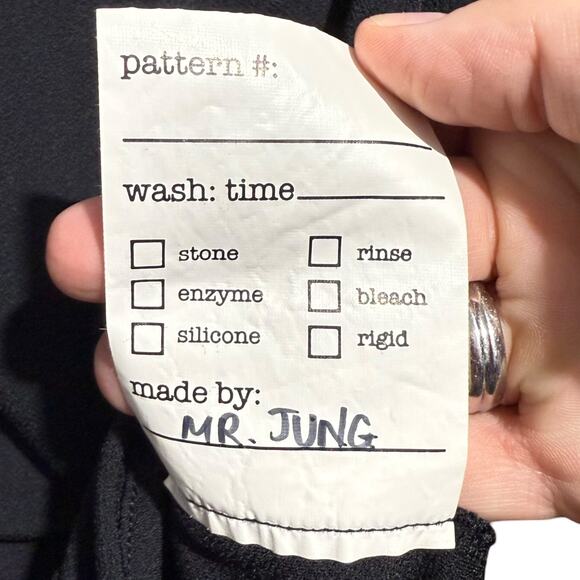 pattern #:
wash: time
stone rinse
enzyme bleach
silicone rigid
made by:
MR. JUNG